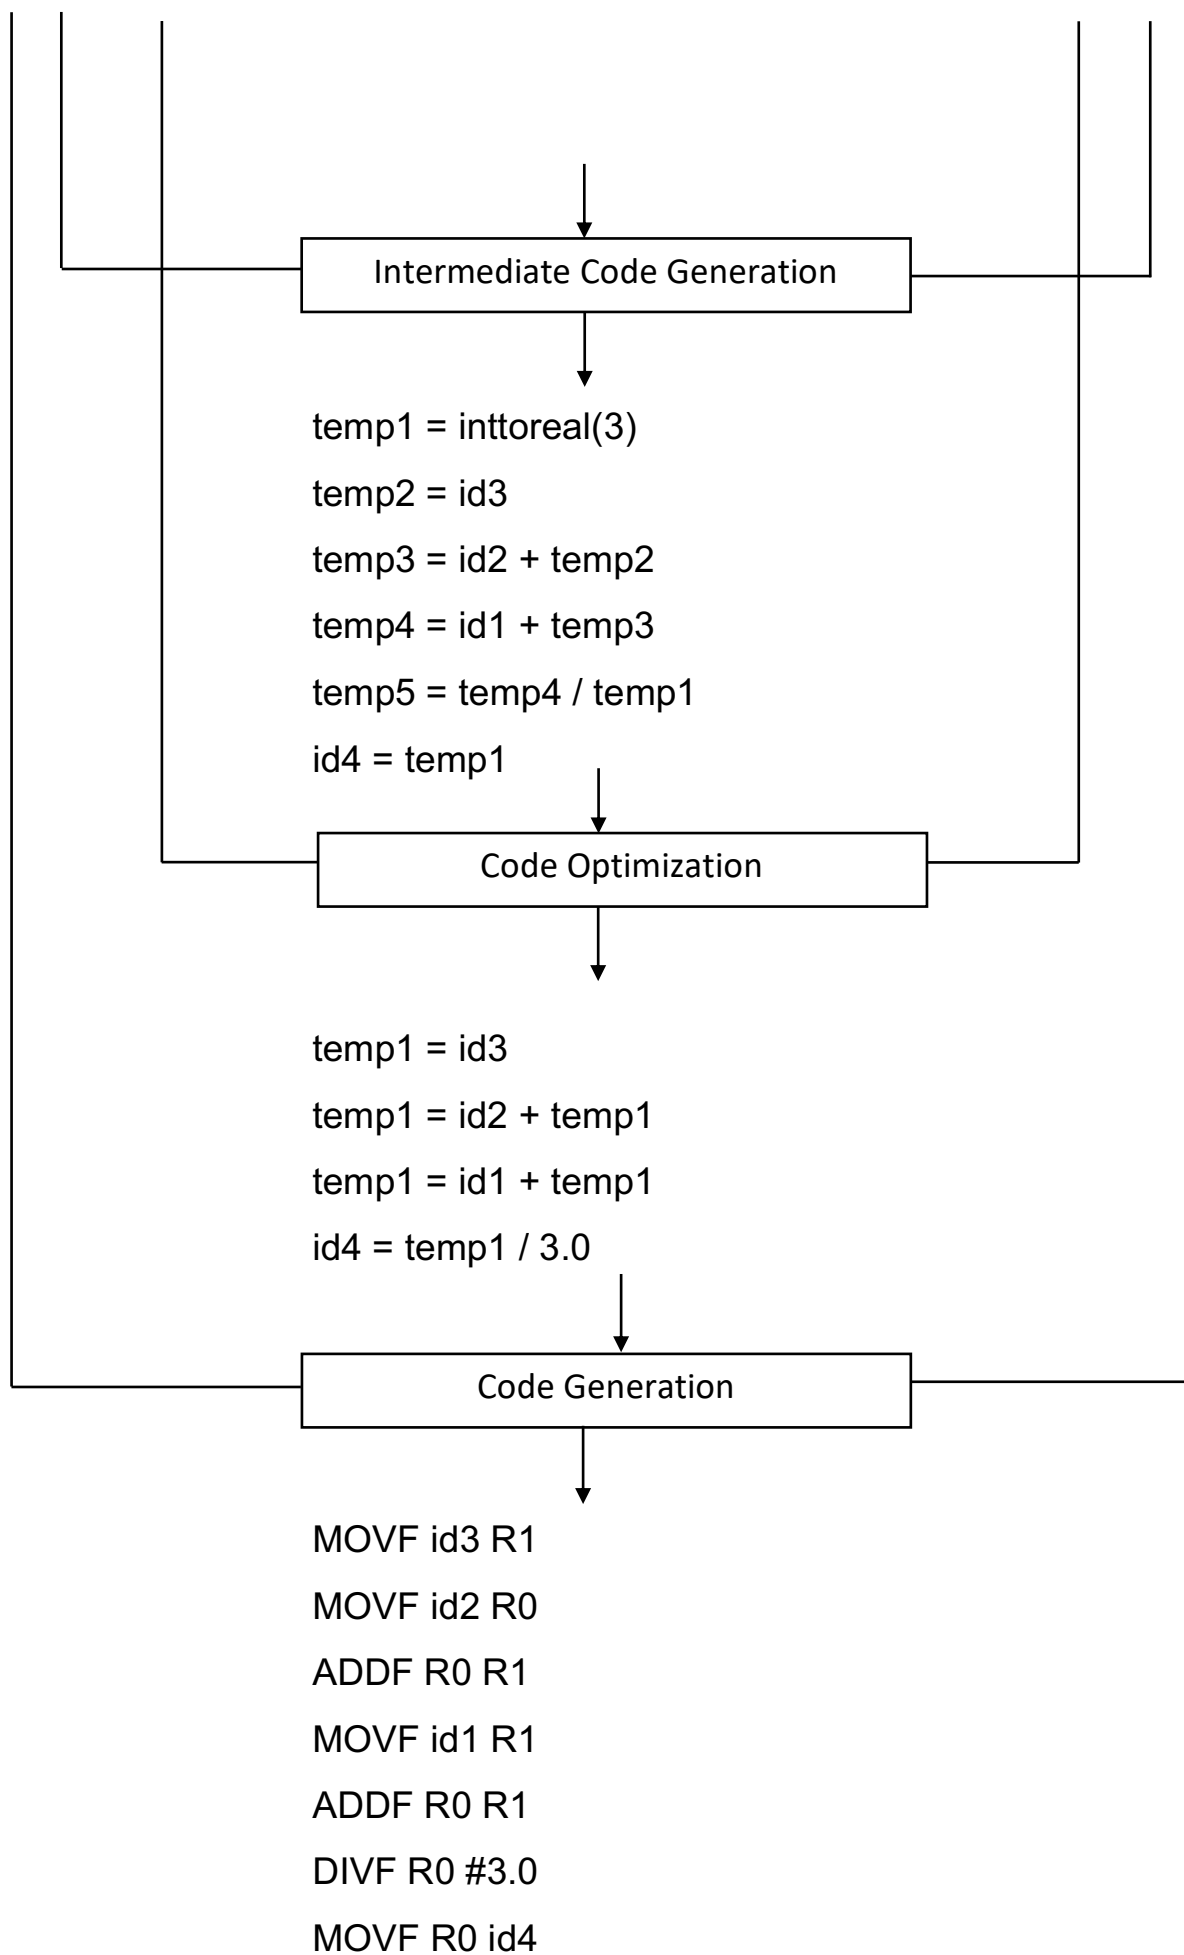 Intermediate Code Generation
temp1 = inttoreal(3)
temp2 = id3
temp3 = id2 + temp2
temp4 = id1 + temp3
temp5 = temp4 / temp1
id4 = temp1
Code Optimization
temp1 = id3
temp1 = id2 + temp1
temp1 = id1 + temp1
id4 = temp1 / 3.0
Code Generation
MOVF id3 R1
MOVF id2 R0
ADDF R0 R1
MOVF id1 R1
ADDF R0 R1
DIVF R0 #3.0
MOVF R0 id4